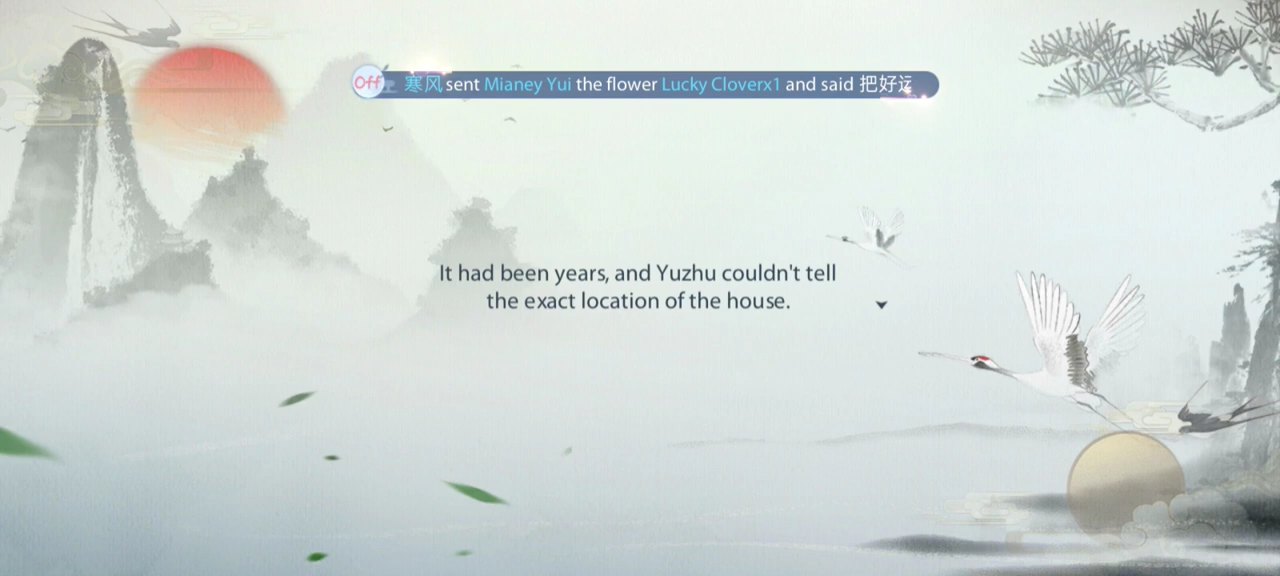 Off 寒风 sent Mianey Yui the flower Lucky Cloverx1 and said 把好
It had been years, and Yuzhu couldn't tell
the exact location of the house.